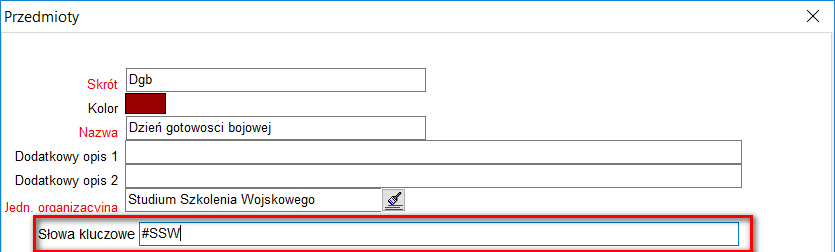 Przedmioty
Skrót Dgb
Kolor
Nazwa Dzień gotowosci bojowej
Dodatkowy opis 1
Dodatkowy opis 2
Jedn. organizacyjna Studium Szkolenia Wojskowego
Słowa kluczowe #SSW